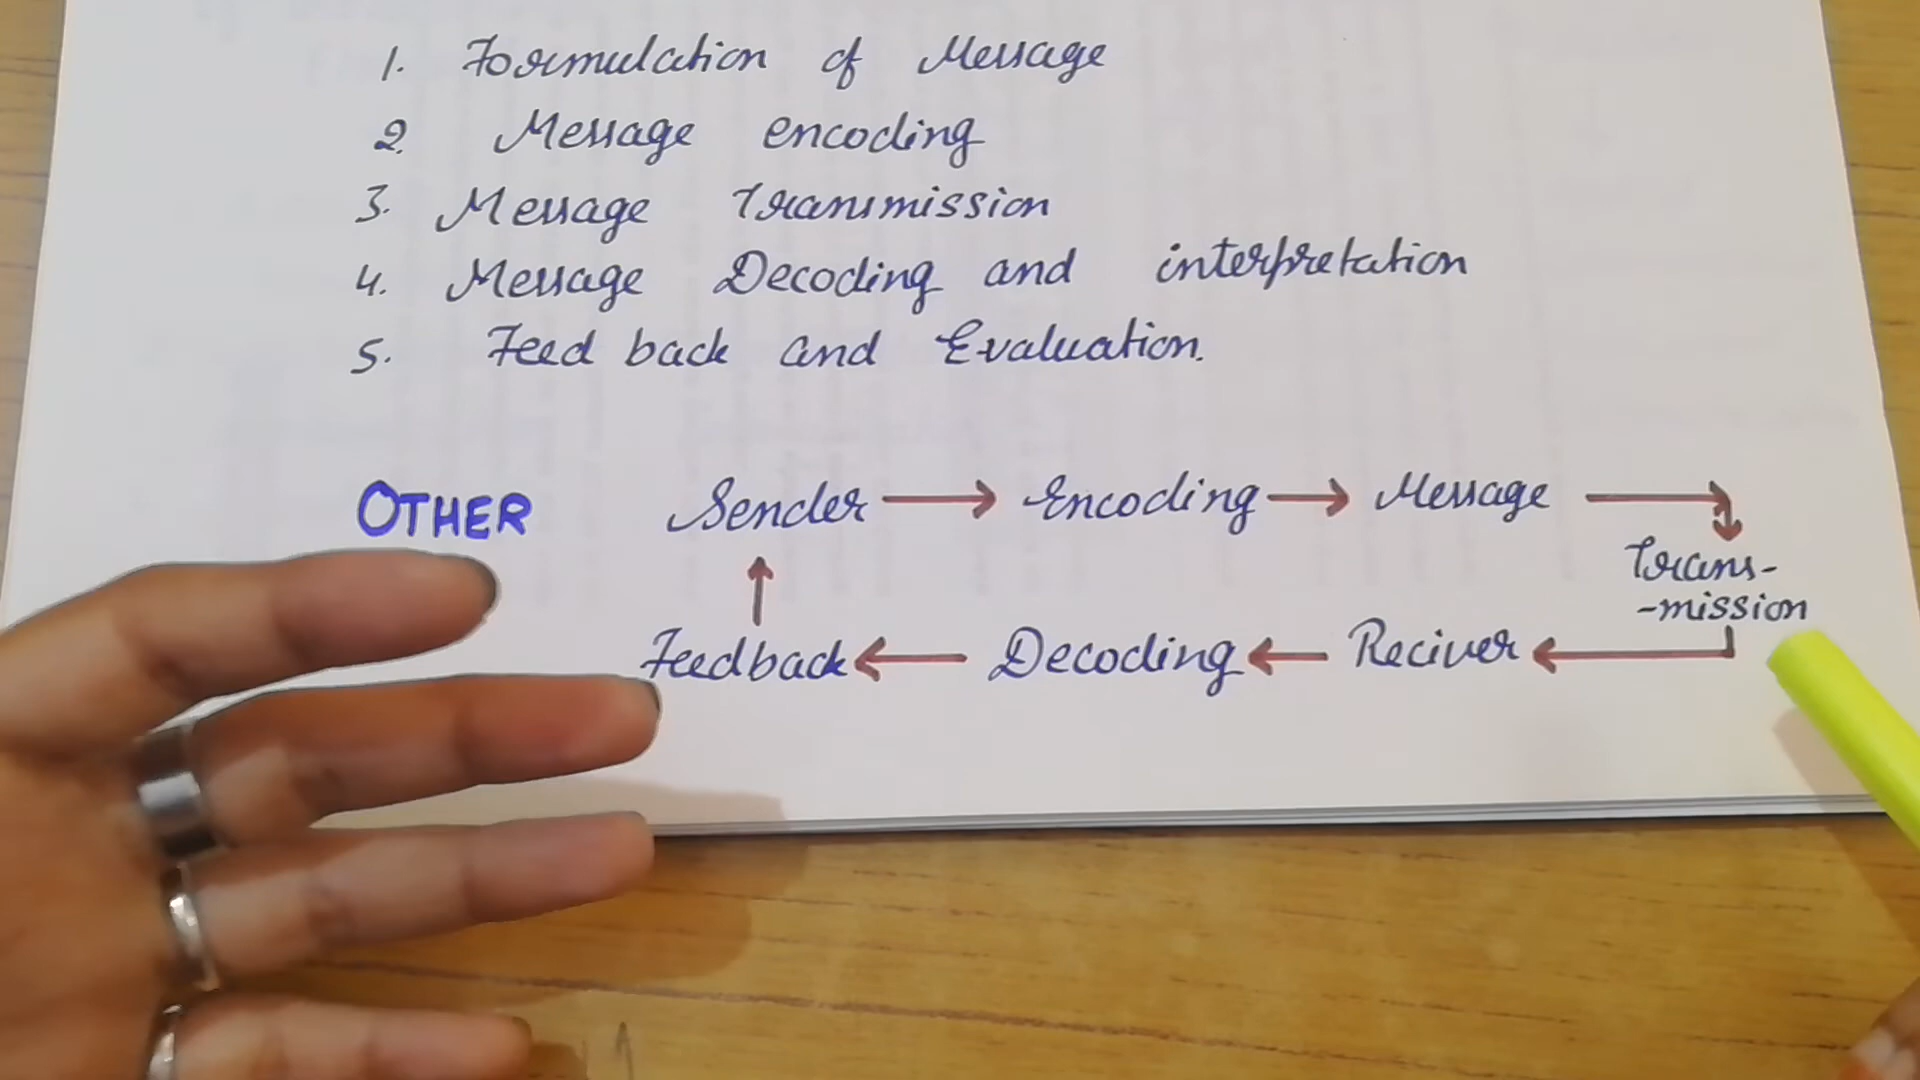 1. Formulation of Message
2. Message encoding
3. Message Transmission
4. Message Decoding and interpretation
5. Feed back and Evaluation.
OTHER Sender → Encoding → Message →
Trans-
-mission
Feedback ← Decoding ← Reciver ←